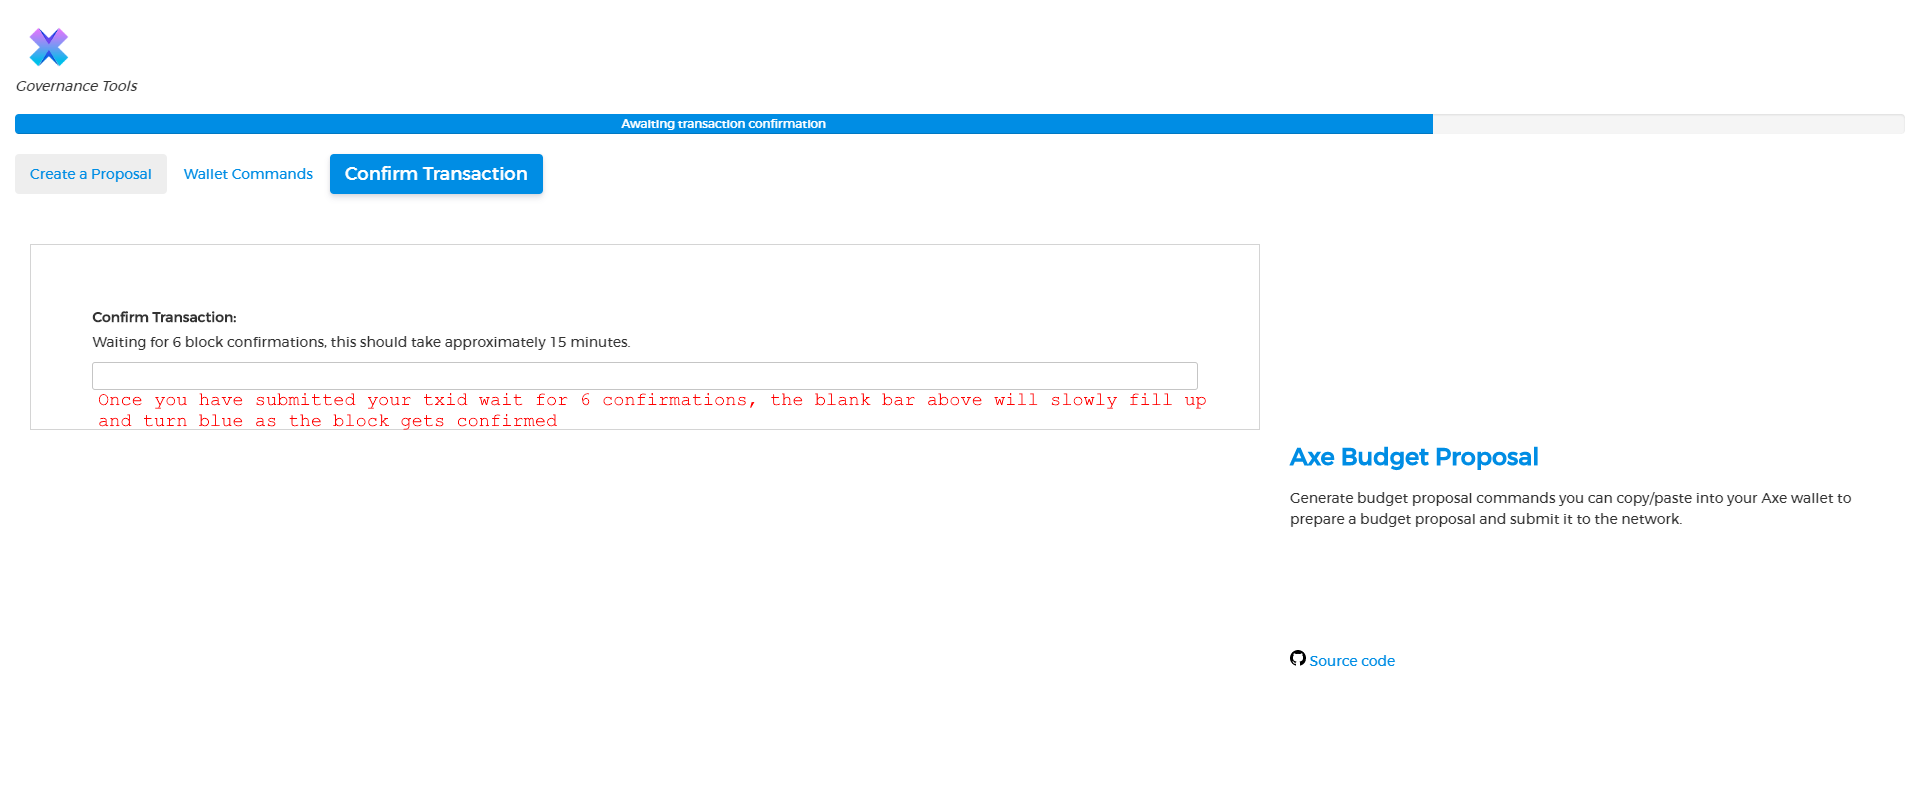 Governance Tools
Awaiting transaction confirmation
Create a Proposal
Wallet Commands
Confirm Transaction
Confirm Transaction:
Waiting for 6 block confirmations, this should take approximately 15 minutes.
Once you have submitted your txid wait for 6 confirmations, the blank bar above will slowly fill up
and turn blue as the block gets confirmed
Axe Budget Proposal
Generate budget proposal commands you can copy/paste into your Axe wallet to
prepare a budget proposal and submit it to the network.
Source code